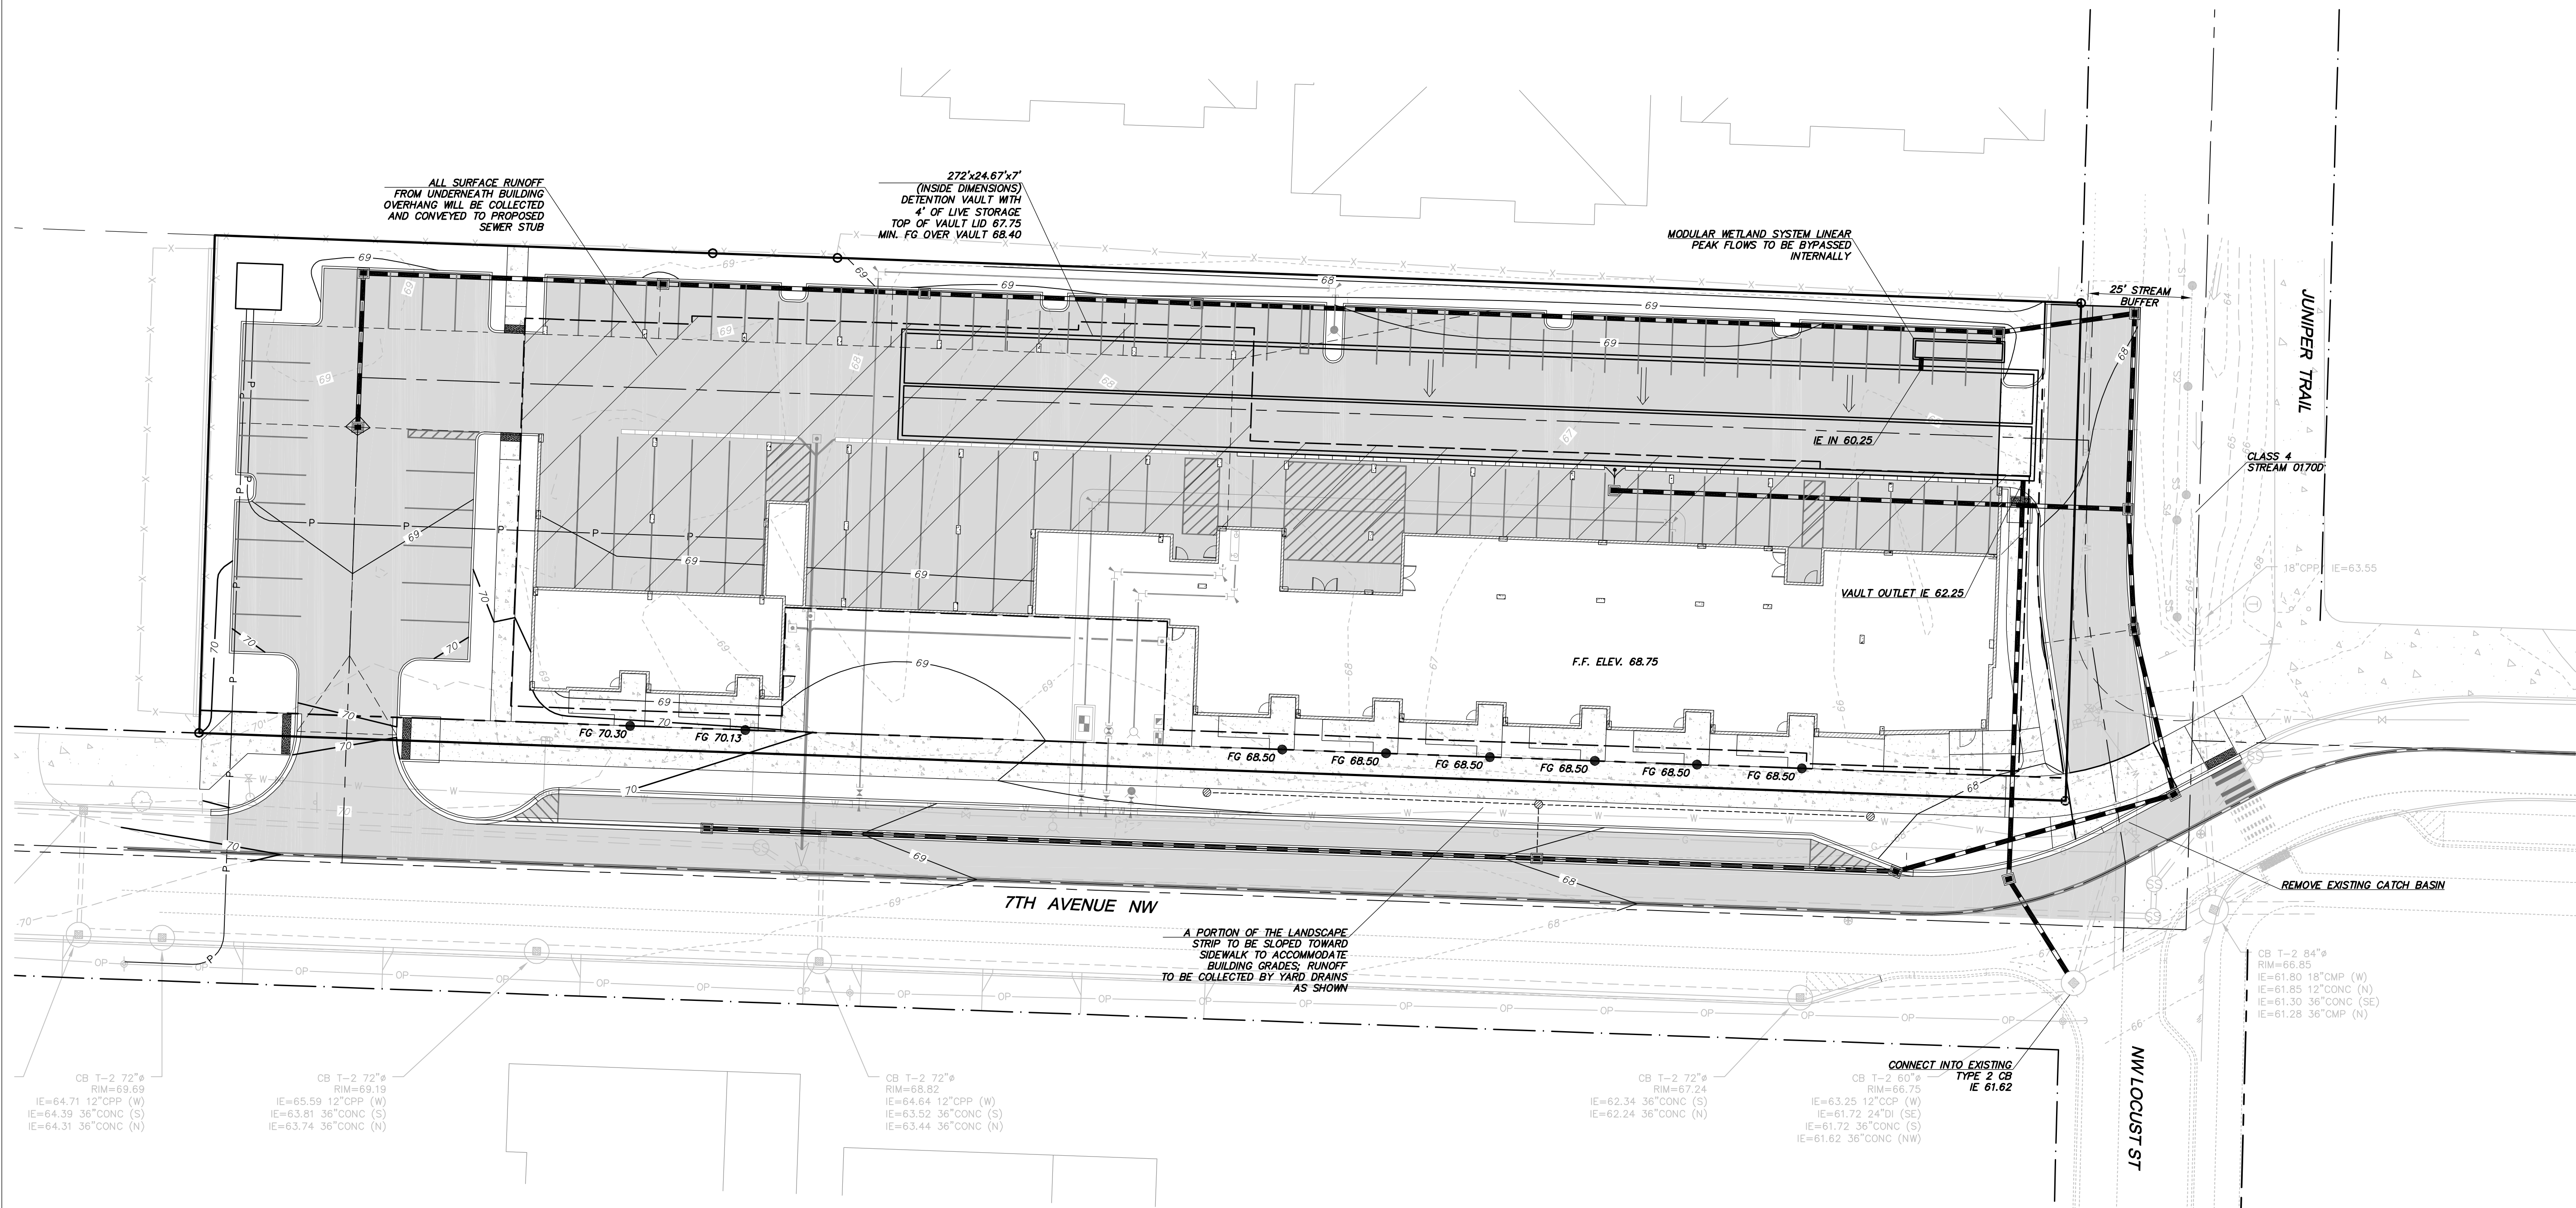 ALL SURFACE RUNOFF
FROM UNDERNEATH BUILDING
OVERHANG WILL BE COLLECTED
AND CONVEYED TO PROPOSED
SEWER STUB
272'x24.67'x7'
(INSIDE DIMENSIONS)
DETENTION VAULT WITH
4' OF LIVE STORAGE
TOP OF VAULT LID 67.75
MIN. FG OVER VAULT 68.40
MODULAR WETLAND SYSTEM LINEAR
PEAK FLOWS TO BE BYPASSED
INTERNALLY
25' STREAM
BUFFER
JUNIPER TRAIL
IE IN 60.25
CLASS 4
STREAM 0170D
18"CPP IE=63.55
VAULT OUTLET IE 62.25
F.F. ELEV. 68.75
FG 70.30
FG 70.13
FG 68.50
FG 68.50
FG 68.50
FG 68.50
FG 68.50
FG 68.50
REMOVE EXISTING CATCH BASIN
7TH AVENUE NW
A PORTION OF THE LANDSCAPE
STRIP TO BE SLOPED TOWARD
SIDEWALK TO ACCOMMODATE
BUILDING GRADES; RUNOFF
TO BE COLLECTED BY YARD DRAINS
AS SHOWN
CB T-2 84"ø
RIM=66.85
IE=61.80 18"CMP (W)
IE=61.85 12"CONC (N)
IE=61.30 36"CONC (SE)
IE=61.28 36"CMP (N)
CONNECT INTO EXISTING
TYPE 2 CB
IE 61.62
NW LOCUST ST
CB T-2 72"ø
RIM=69.69
IE=64.71 12"CPP (W)
IE=64.39 36"CONC (S)
IE=64.31 36"CONC (N)
CB T-2 72"ø
RIM=69.19
IE=65.59 12"CPP (W)
IE=63.81 36"CONC (S)
IE=63.74 36"CONC (N)
CB T-2 72"ø
RIM=68.82
IE=64.64 12"CPP (W)
IE=63.52 36"CONC (S)
IE=63.44 36"CONC (N)
CB T-2 72"ø
RIM=67.24
IE=62.34 36"CONC (S)
IE=62.24 36"CONC (N)
CB T-2 60"ø
RIM=66.75
IE=63.25 12"CCP (W)
IE=61.72 24"DI (SE)
IE=61.72 36"CONC (S)
IE=61.62 36"CONC (NW)